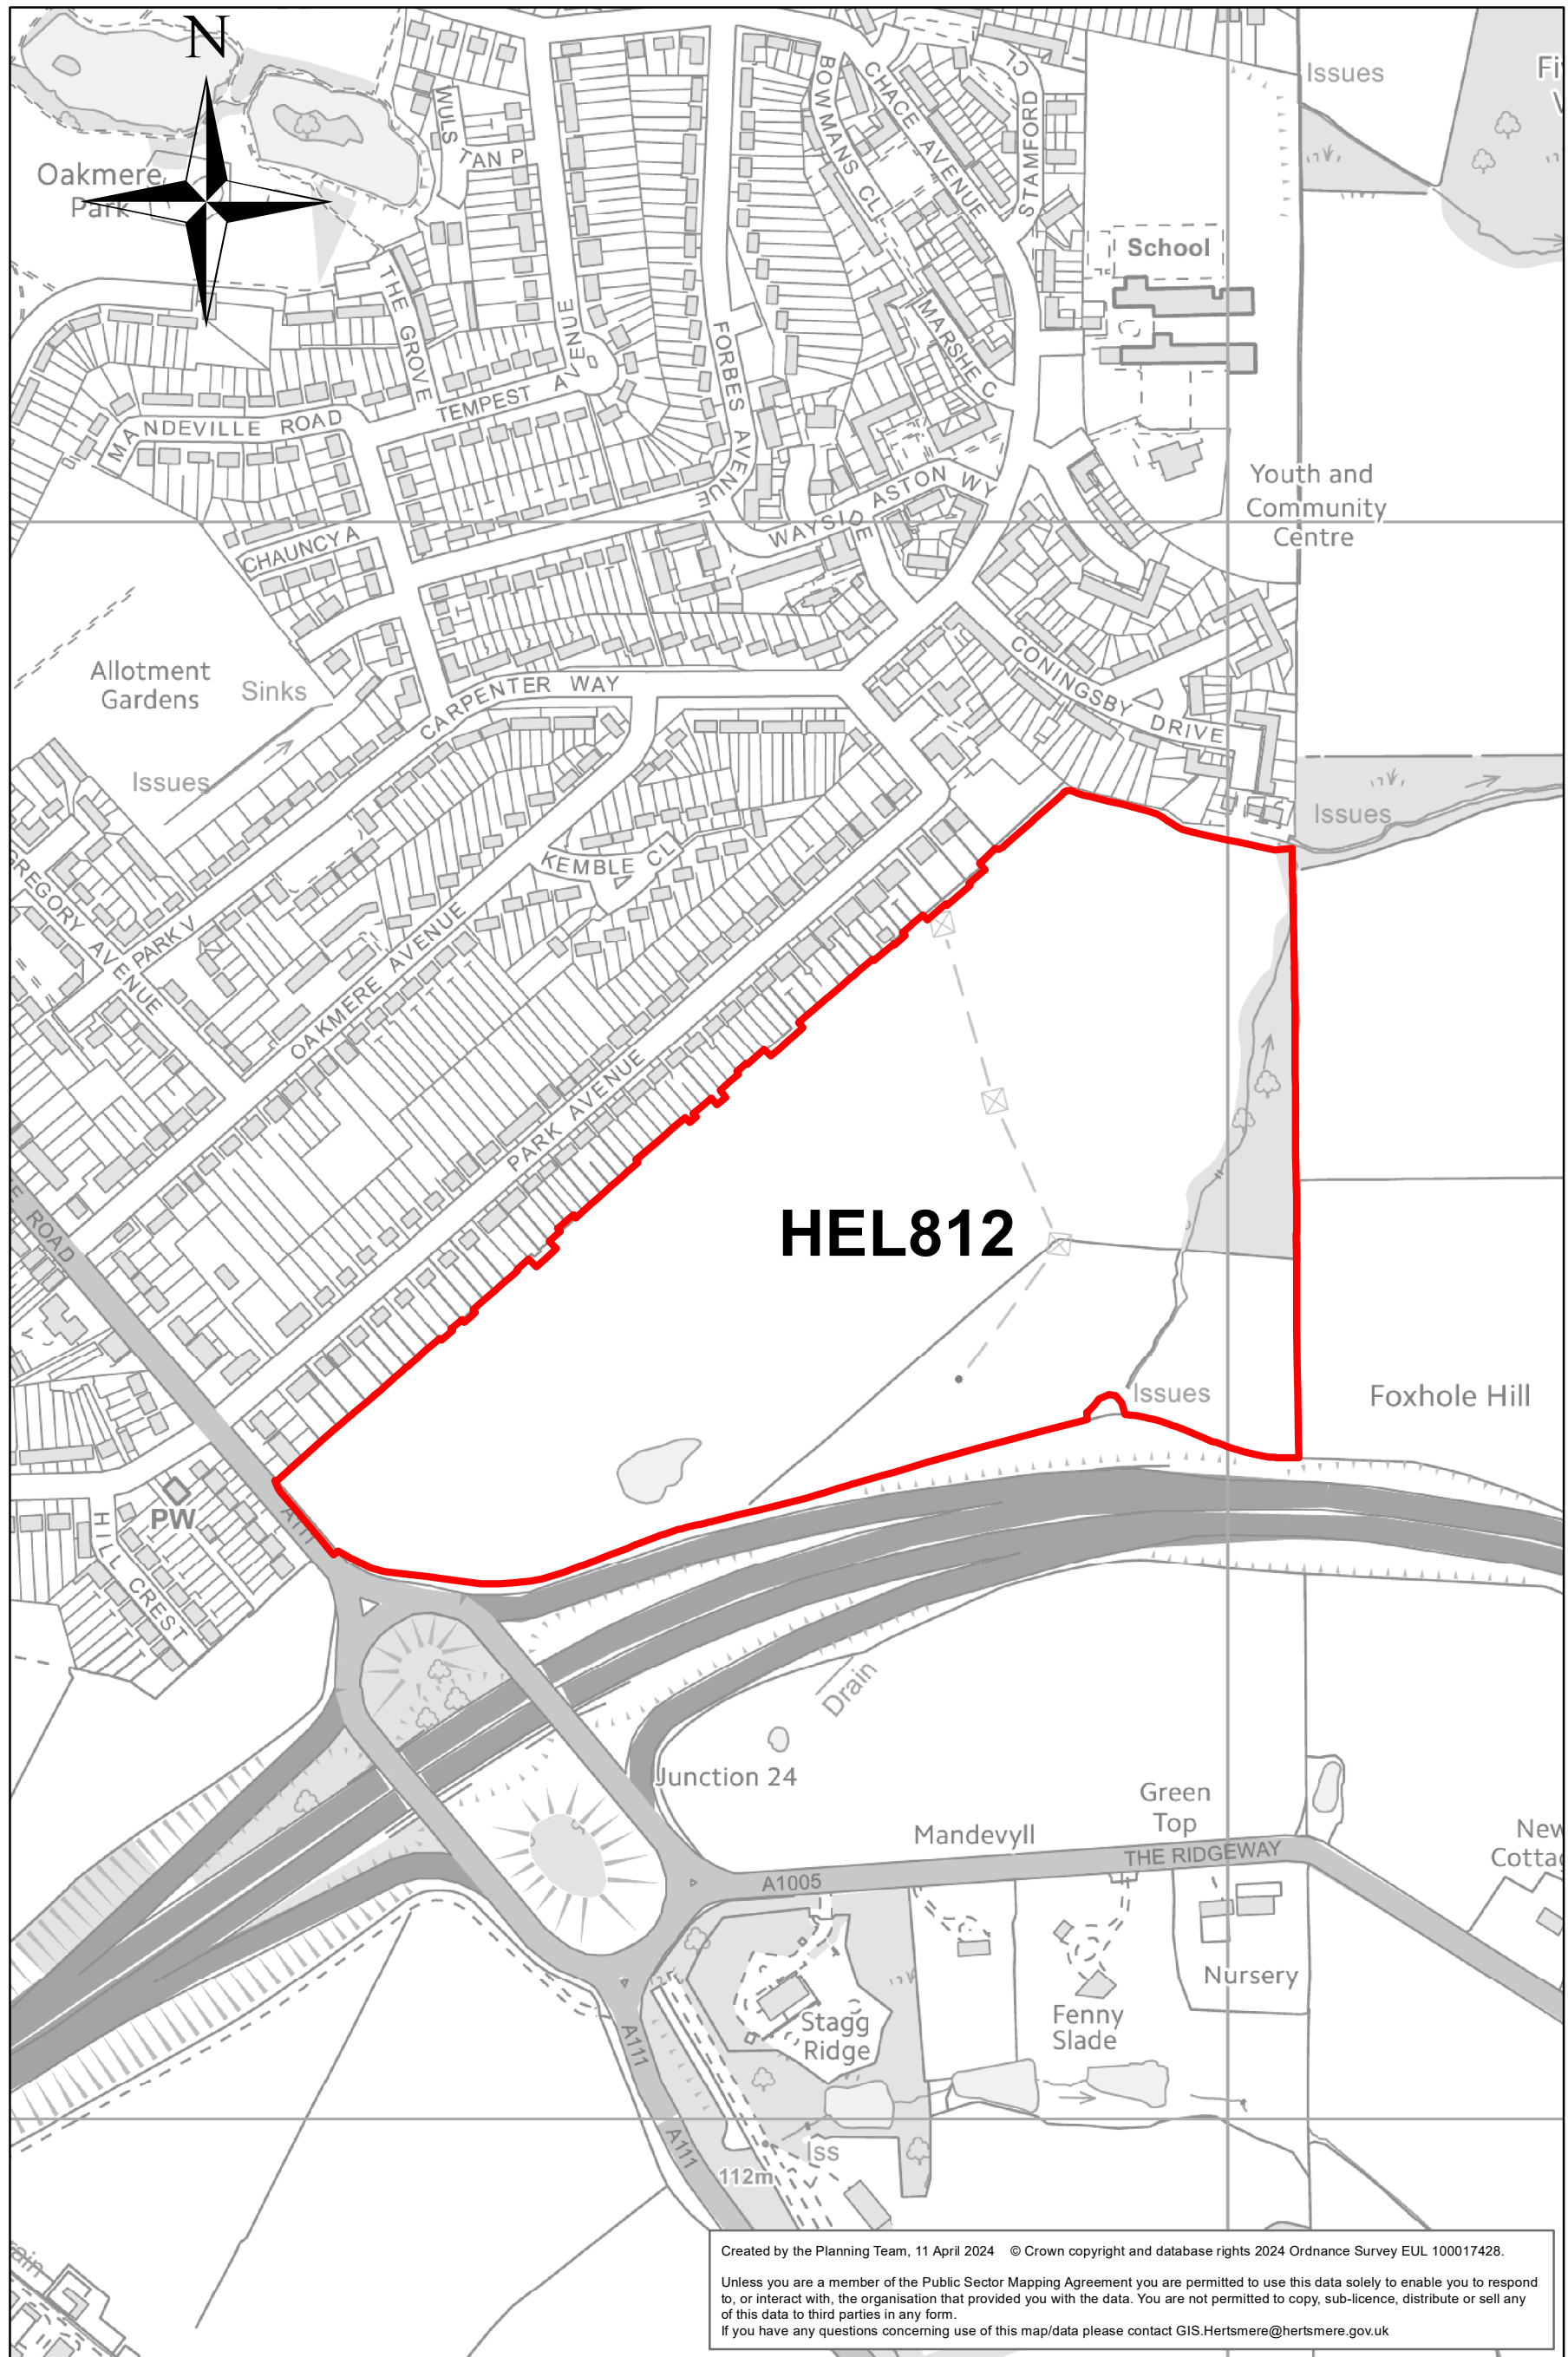 N
Issues
Oakmere
Park
WULS
TAN P
BOWMANS CL
CHACE AVENUE
STAMFORD CL
School
THE GROVE
TEMPEST AVENUE
FORBES AVENUE
MARSHE C
MANDEVILLE ROAD
ASTON WY
WAYSIDE
Youth and
Community
Centre
CHAUNCY A
Allotment
Gardens
Sinks
Issues
CARPENTER WAY
CONINGSBY DRIVE
Issues
KEMBLE CL
GREGORY AVENUE
PARK V
OAKMERE AVENUE
PARK AVENUE
ROAD
HEL812
Issues
Foxhole Hill
A111
PW
HILL CREST
Drain
Junction 24
Green
Top
Mandevyll
THE RIDGEWAY
A1005
New
Cotta
Nursery
Stagg
Ridge
Fenny
Slade
A111
A111
Iss
112m
Created by the Planning Team, 11 April 2024 © Crown copyright and database rights 2024 Ordnance Survey EUL 100017428.
Unless you are a member of the Public Sector Mapping Agreement you are permitted to use this data solely to enable you to respond
to, or interact with, the organisation that provided you with the data. You are not permitted to copy, sub-licence, distribute or sell any
of this data to third parties in any form.
If you have any questions concerning use of this map/data please contact GIS.Hertsmere@hertsmere.gov.uk